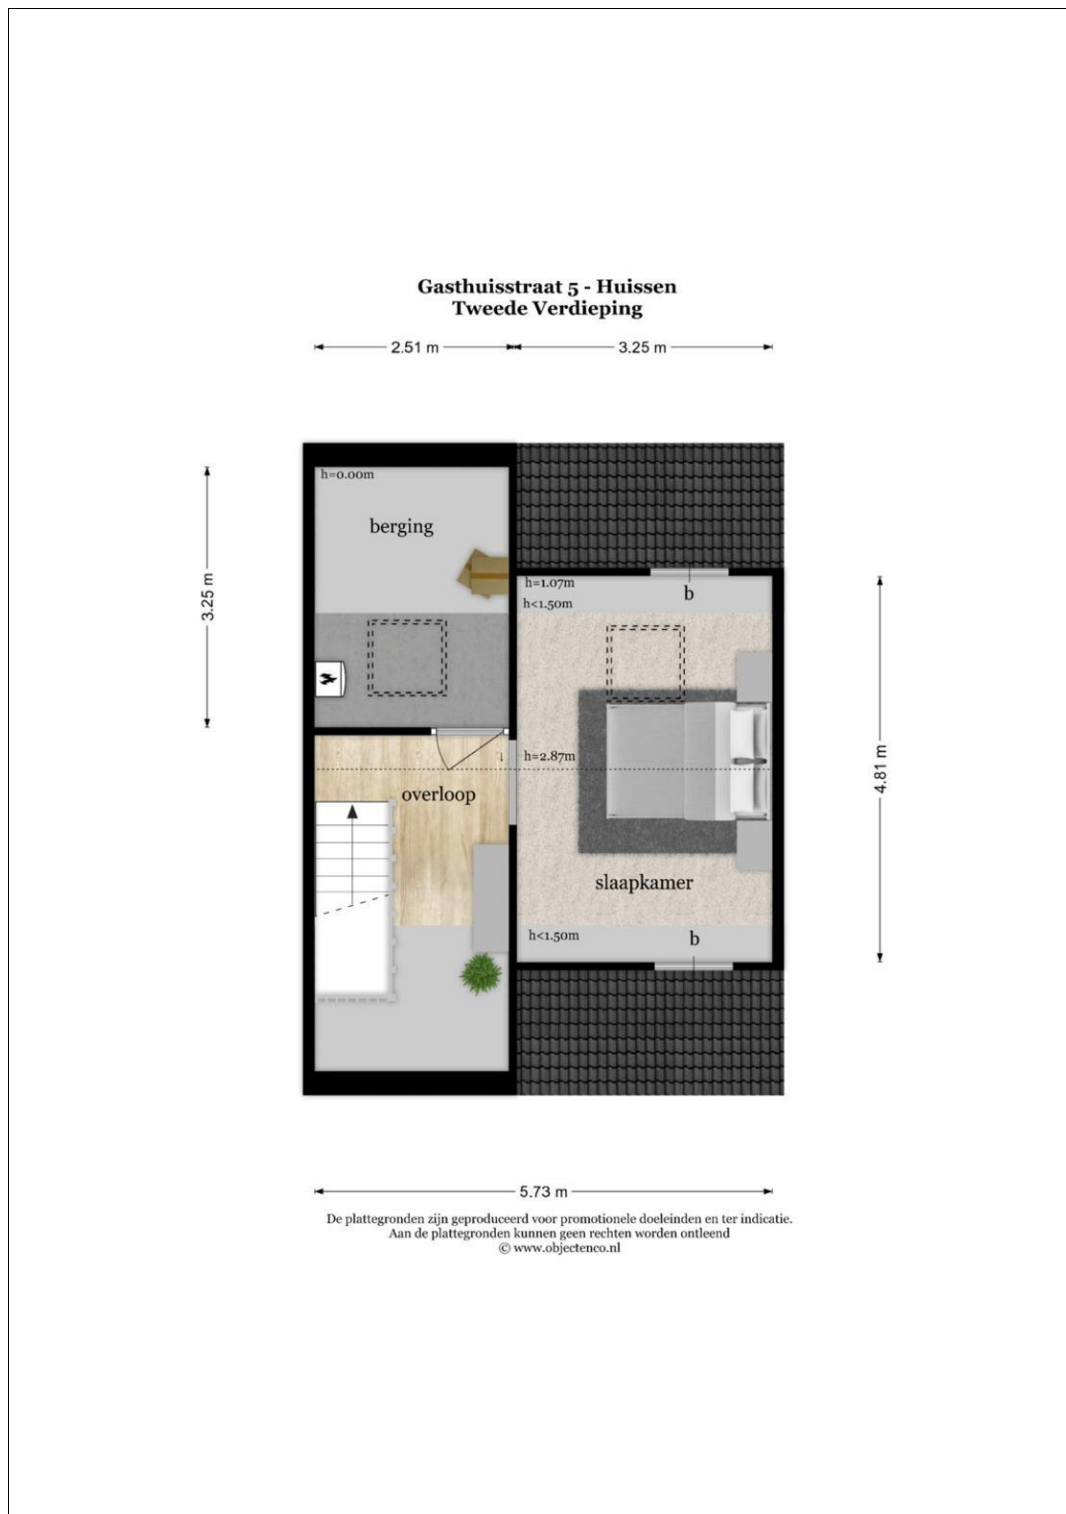 Gasthuisstraat 5 - Huissen
Tweede Verdieping
2.51 m
3.25 m
h=0.00m
berging
3.25 m
h=1.07m
b
h<1.50m
h=2.87m
4.81 m
overloop
slaapkamer
h<1.50m
b
5.73 m
De plattegronden zijn geproduceerd voor promotionele doeleinden en ter indicatie.
Aan de plattegronden kunnen geen rechten worden ontleend
© www.objectenco.nl